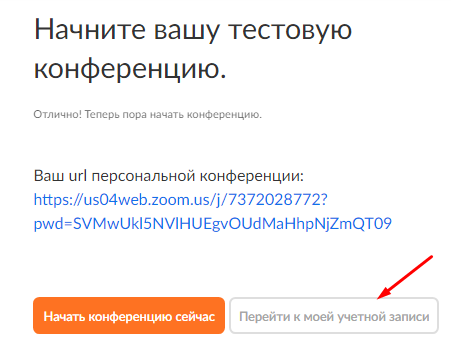 Начните вашу тестовую
конференцию.
Отлично! Теперь пора начать конференцию.
Ваш url персональной конференции:
https://us04web.zoom.us/j/7372028772?
pwd=SVMwUkl5NVlHUEgvOUdMaHhpNjZmQT09
Начать конференцию сейчас
Перейти к моей учетной записи